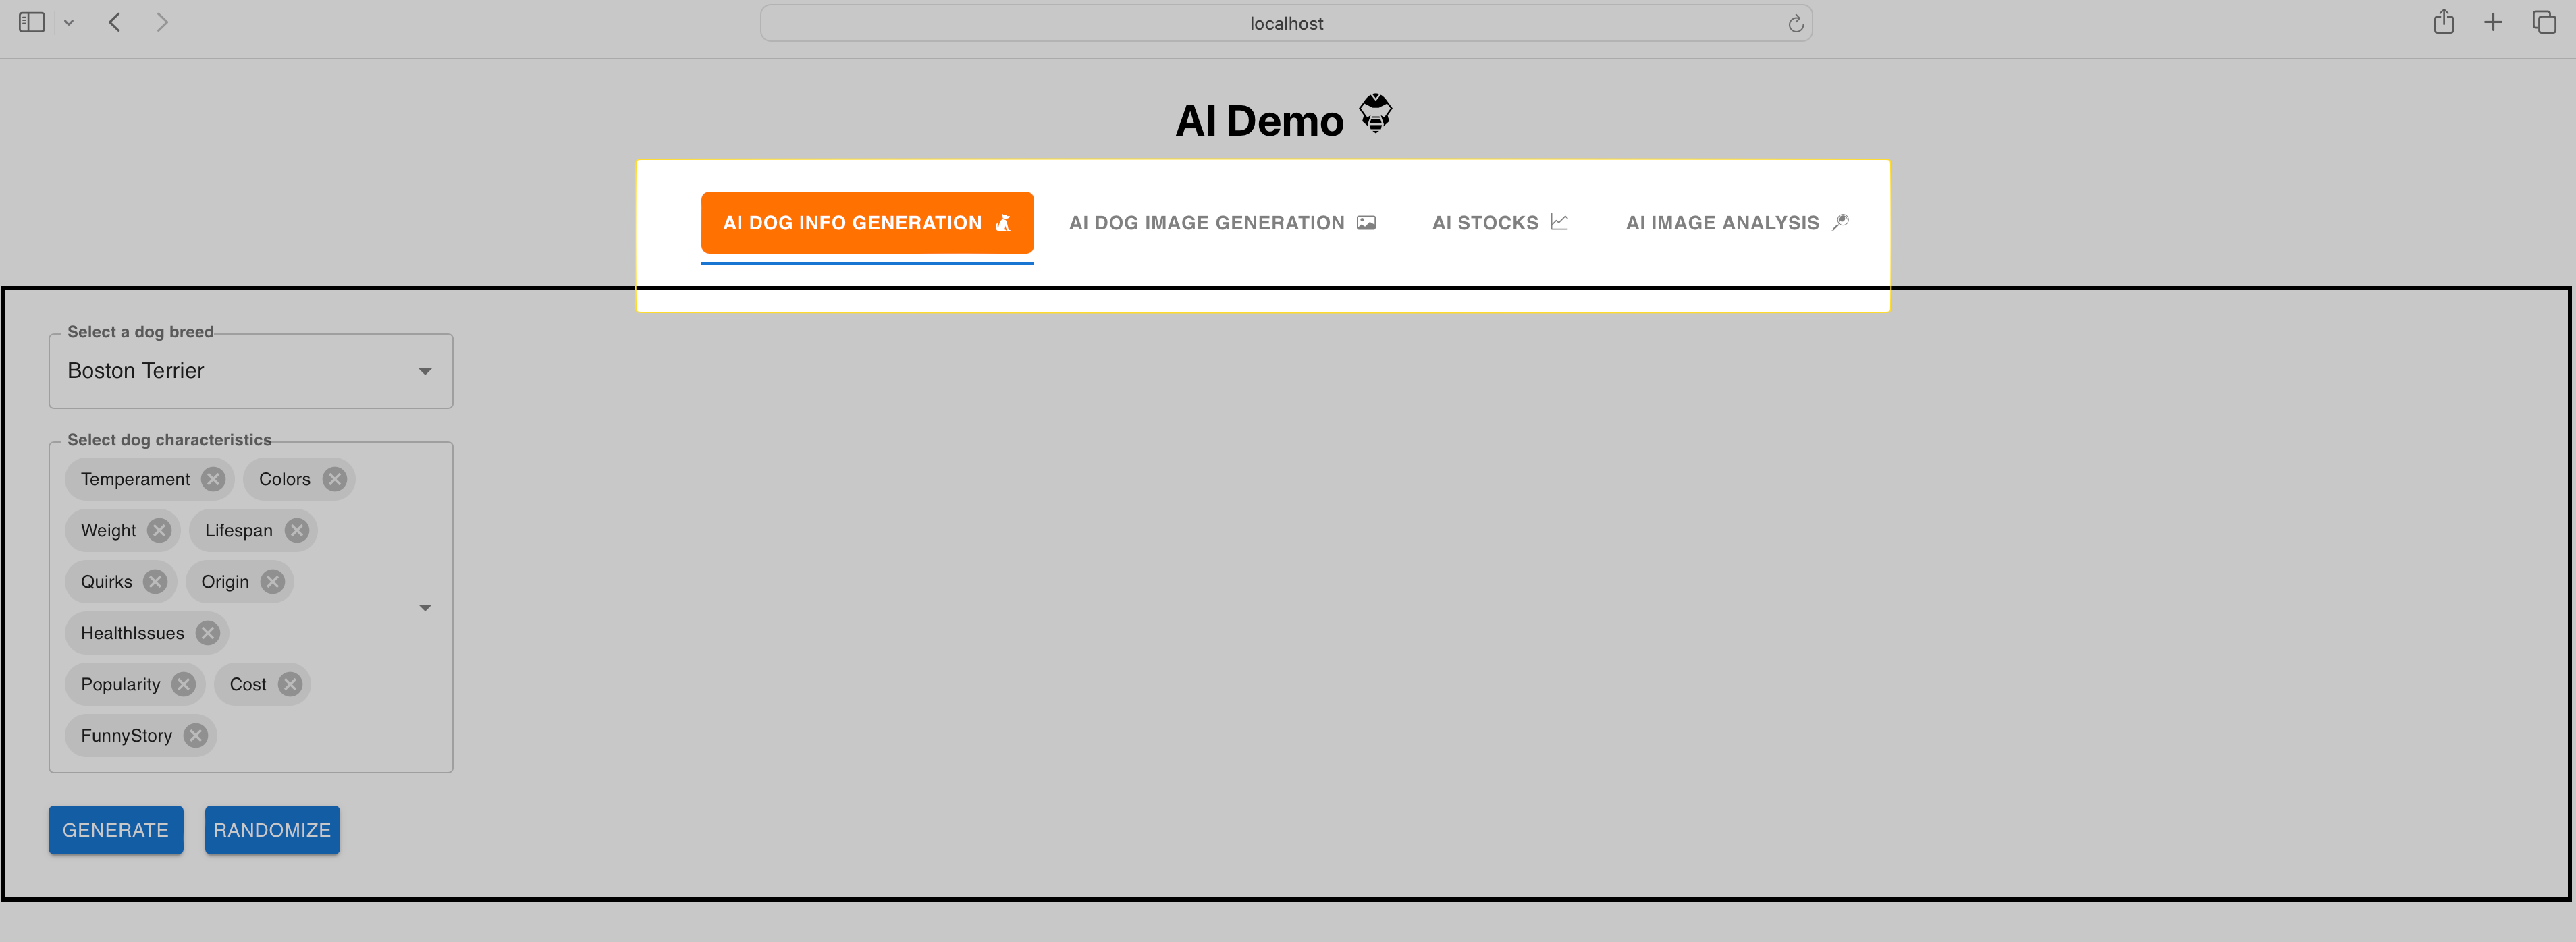 localhost
AI Demo
AI DOG INFO GENERATION
AI DOG IMAGE GENERATION
AI STOCKS
AI IMAGE ANALYSIS
Select a dog breed
Boston Terrier
Select dog characteristics
Temperament Colors
Weight Lifespan
Quirks Origin
HealthIssues
Popularity Cost
FunnyStory
GENERATE RANDOMIZE